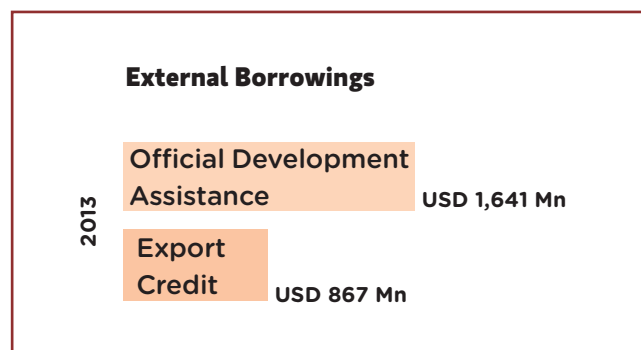 External Borrowings
2013
Official Development
Assistance
USD 1,641 Mn
Export
Credit
USD 867 Mn